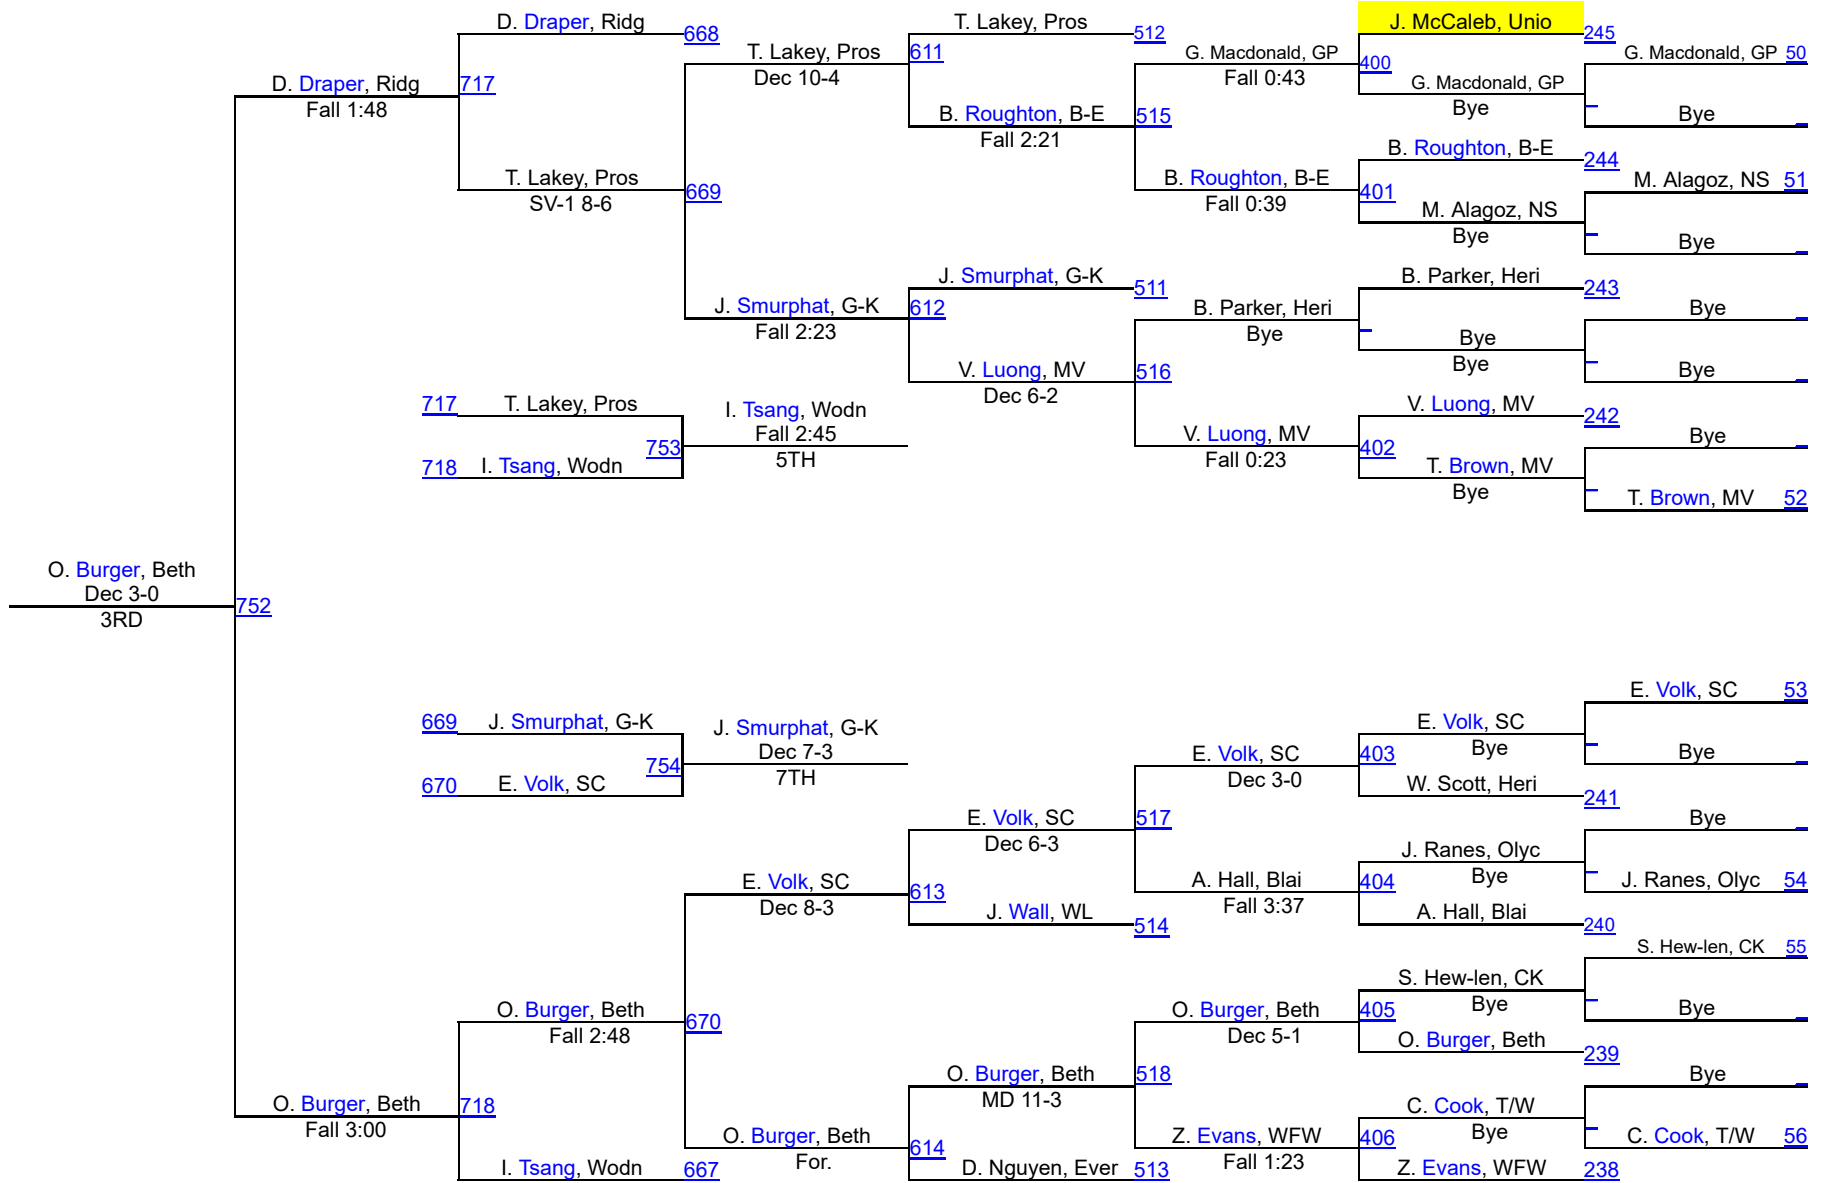 D. Draper, Ridg
668
T. Lakey, Pros
512
J. McCaleb, Unio
245
T. Lakey, Pros
611
Dec 10-4
G. Macdonald, GP
Fall 0:43
400
G. Macdonald, GP 50
D. Draper, Ridg
717
Fall 1:48
G. Macdonald, GP
Bye
Bye
B. Roughton, B-E
515
Fall 2:21
B. Roughton, B-E
244
T. Lakey, Pros
SV-1 8-6
669
B. Roughton, B-E
Fall 0:39
401
M. Alagoz, NS 51
M. Alagoz, NS
Bye
Bye
J. Smurphat, G-K
511
B. Parker, Heri
243
J. Smurphat, G-K
612
Fall 2:23
B. Parker, Heri
Bye
Bye
Bye
Bye
V. Luong, MV
516
Dec 6-2
Bye
717 T. Lakey, Pros
I. Tsang, Wodn
Fall 2:45
5TH
753
718 I. Tsang, Wodn
V. Luong, MV
242
V. Luong, MV
Fall 0:23
402
Bye
T. Brown, MV
Bye
T. Brown, MV 52
O. Burger, Beth
Dec 3-0
3RD
752
E. Volk, SC 53
669 J. Smurphat, G-K
J. Smurphat, G-K
Dec 7-3
7TH
754
670 E. Volk, SC
E. Volk, SC
Bye
403
Bye
E. Volk, SC
Dec 3-0
W. Scott, Heri
241
E. Volk, SC
517
Dec 6-3
Bye
J. Ranes, Olyc
Bye
E. Volk, SC
613
Dec 8-3
A. Hall, Blai
404
Fall 3:37
J. Ranes, Olyc 54
J. Wall, WL
514
A. Hall, Blai
240
S. Hew-len, CK 55
S. Hew-len, CK
Bye
O. Burger, Beth
Fall 2:48
670
O. Burger, Beth
405
Dec 5-1
Bye
O. Burger, Beth
239
O. Burger, Beth
518
MD 11-3
Bye
O. Burger, Beth
718
Fall 3:00
C. Cook, T/W
Bye
O. Burger, Beth
614
For.
Z. Evans, WFW
406
Fall 1:23
C. Cook, T/W 56
I. Tsang, Wodn
667
D. Nguyen, Ever
513
Z. Evans, WFW
238